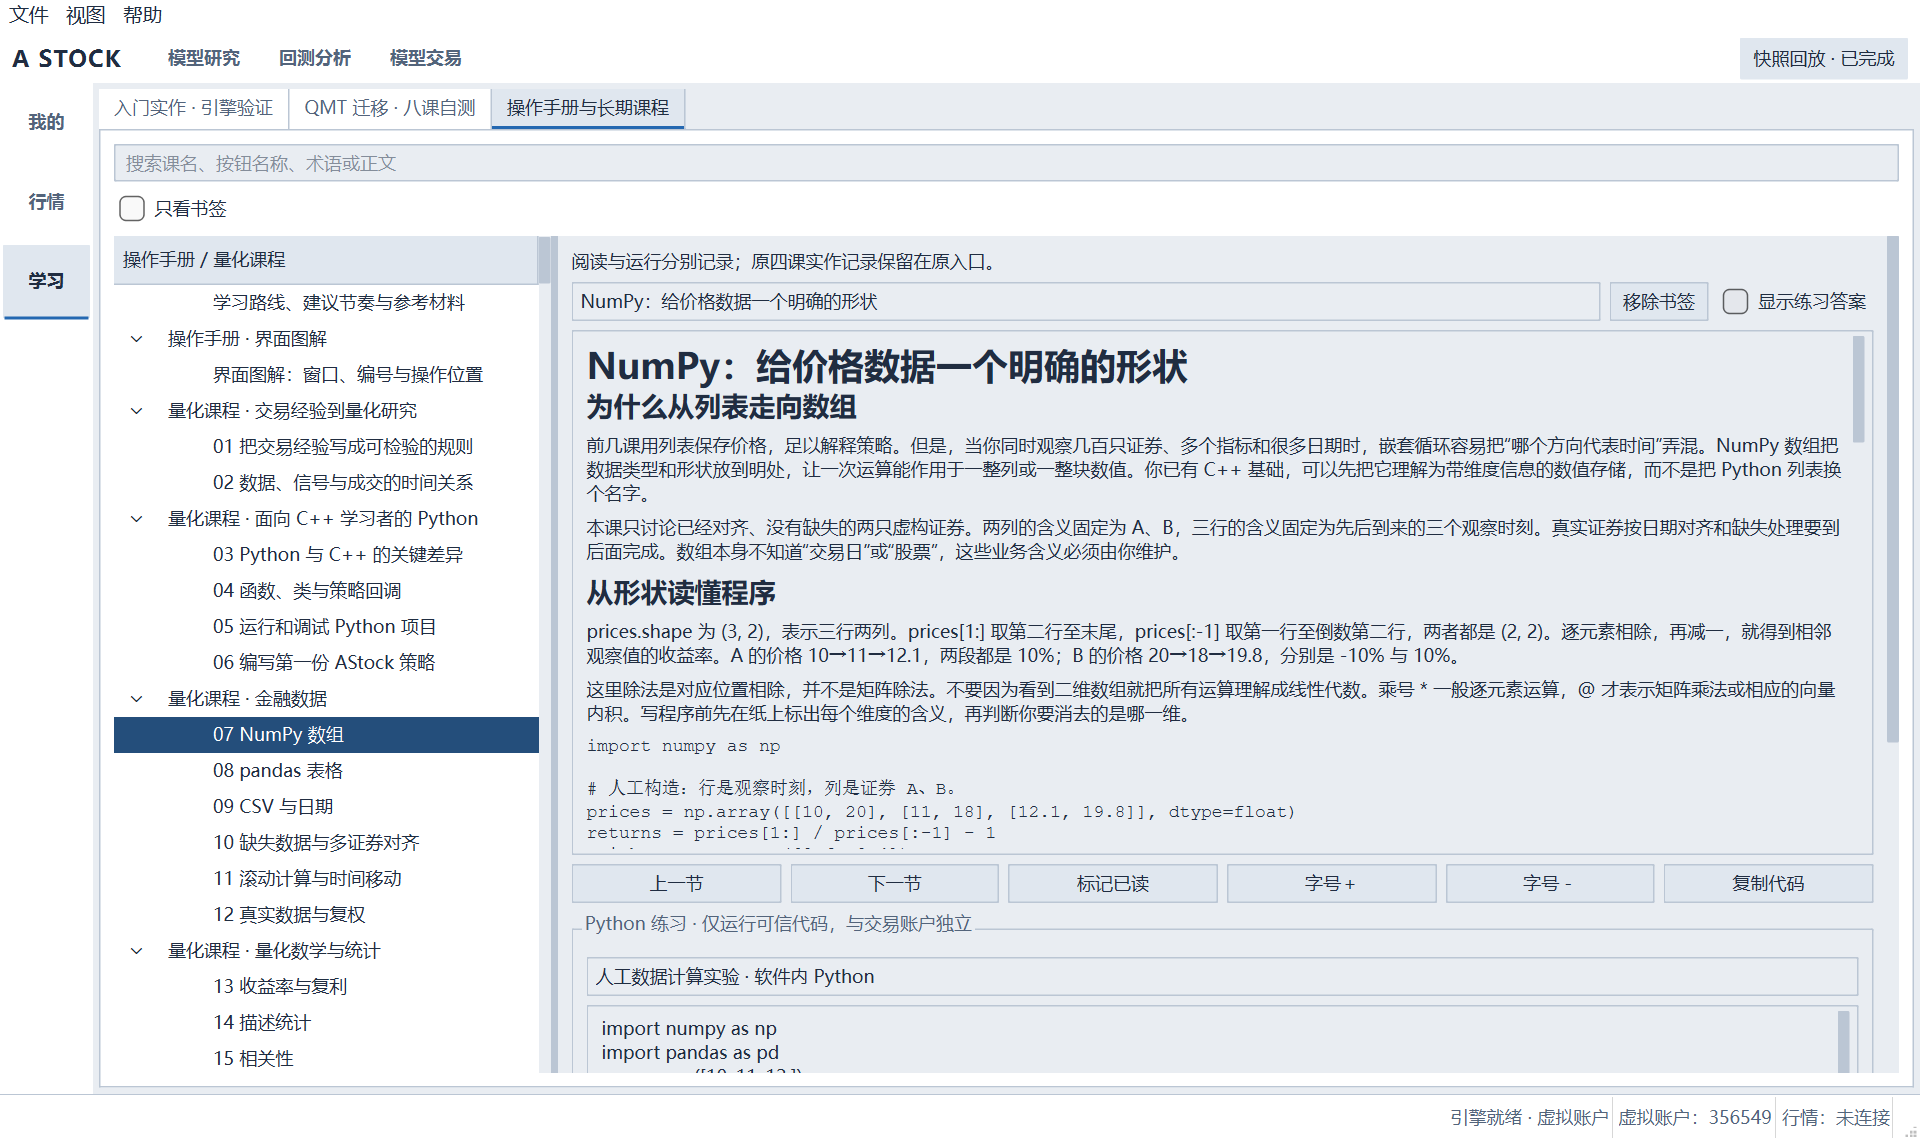 文件 视图 帮助
A STOCK 模型研究 回测分析 模型交易 快照回放 · 已完成
我的
行情
学习
入门实作 · 引擎验证 QMT 迁移 · 八课自测 操作手册与长期课程
搜索课名、按钮名称、术语或正文
只看书签
操作手册 / 量化课程
学习路线、建议节奏与参考材料
操作手册 · 界面图解
界面图解：窗口、编号与操作位置
量化课程 · 交易经验到量化研究
01 把交易经验写成可检验的规则
02 数据、信号与成交的时间关系
量化课程 · 面向 C++ 学习者的 Python
03 Python 与 C++ 的关键差异
04 函数、类与策略回调
05 运行和调试 Python 项目
06 编写第一份 AStock 策略
量化课程 · 金融数据
07 NumPy 数组
08 pandas 表格
09 CSV 与日期
10 缺失数据与多证券对齐
11 滚动计算与时间移动
12 真实数据与复权
量化课程 · 量化数学与统计
13 收益率与复利
14 描述统计
15 相关性
阅读与运行分别记录；原四课实作记录保留在原入口。
NumPy：给价格数据一个明确的形状 移除书签 显示练习答案
NumPy：给价格数据一个明确的形状
为什么从列表走向数组
前几课用列表保存价格，足以解释策略。但是，当你同时观察几百只证券、多个指标和很多日期时，嵌套循环容易把“哪个方向代表时间”弄混。NumPy 数组把
数据类型和形状放到明处，让一次运算能作用于一整列或一整块数值。你已有 C++ 基础，可以先把它理解为带维度信息的数值存储，而不是把 Python 列表换
个名字。
本课只讨论已经对齐、没有缺失的两只虚构证券。两列的含义固定为 A、B，三行的含义固定为先后到来的三个观察时刻。真实证券按日期对齐和缺失处理要到
后面完成。数组本身不知道“交易日”或“股票”，这些业务含义必须由你维护。
从形状读懂程序
prices.shape 为 (3, 2)，表示三行两列。prices[1:] 取第二行至末尾，prices[:-1] 取第一行至倒数第二行，两者都是 (2, 2)。逐元素相除，再减一，就得到相邻
观察值的收益率。A 的价格 10→11→12.1，两段都是 10%；B 的价格 20→18→19.8，分别是 -10% 与 10%。
这里除法是对应位置相除，并不是矩阵除法。不要因为看到二维数组就把所有运算理解成线性代数。乘号 * 一般逐元素运算，@ 才表示矩阵乘法或相应的向量
内积。写程序前先在纸上标出每个维度的含义，再判断你要消去的是哪一维。
import numpy as np
# 人工构造：行是观察时刻，列是证券 A、B。
prices = np.array([[10, 20], [11, 18], [12.1, 19.8]], dtype=float)
returns = prices[1:] / prices[:-1] - 1
上一节 下一节 标记已读 字号 + 字号 - 复制代码
Python 练习 · 仅运行可信代码，与交易账户独立
人工数据计算实验 · 软件内 Python
import numpy as np
import pandas as pd
引擎就绪 · 虚拟账户 虚拟账户：356549 行情：未连接